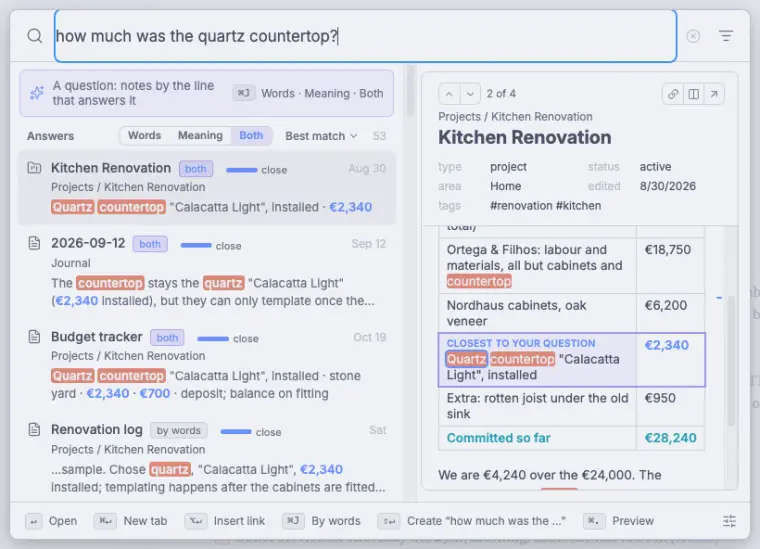 how much was the quartz countertop?
A question: notes by the line
that answers it
⌘J Words · Meaning · Both
Answers Words Meaning Both Best match 53
Kitchen Renovation both close Aug 30
Projects / Kitchen Renovation
Quartz countertop "Calacatta Light", installed · €2,340
2026-09-12 both close Sep 12
Journal
The countertop stays the quartz "Calacatta Light"
(€2,340 installed), but they can only template once the…
Budget tracker both close Oct 19
Projects / Kitchen Renovation
Quartz countertop "Calacatta Light", installed · stone
yard · €2,340 · €700 · deposit; balance on fitting
Renovation log by words close Sat
Projects / Kitchen Renovation
…sample. Chose quartz, "Calacatta Light", €2,340
installed; templating happens after the cabinets are fitted…
2 of 4
Projects / Kitchen Renovation
Kitchen Renovation
type project status active
area Home edited 8/30/2026
tags #renovation #kitchen
total)
Ortega & Filhos: labour and €18,750
materials, all but cabinets and
countertop
Nordhaus cabinets, oak €6,200
veneer
CLOSEST TO YOUR QUESTION €2,340
Quartz countertop "Calacatta
Light", installed
Extra: rotten joist under the old €950
sink
Committed so far €28,240
We are €4,240 over the €24,000. The
↵ Open ⌘↵ New tab ⌥↵ Insert link ⌘J By words ⇧↵ Create "how much was the …" ⌘. Preview